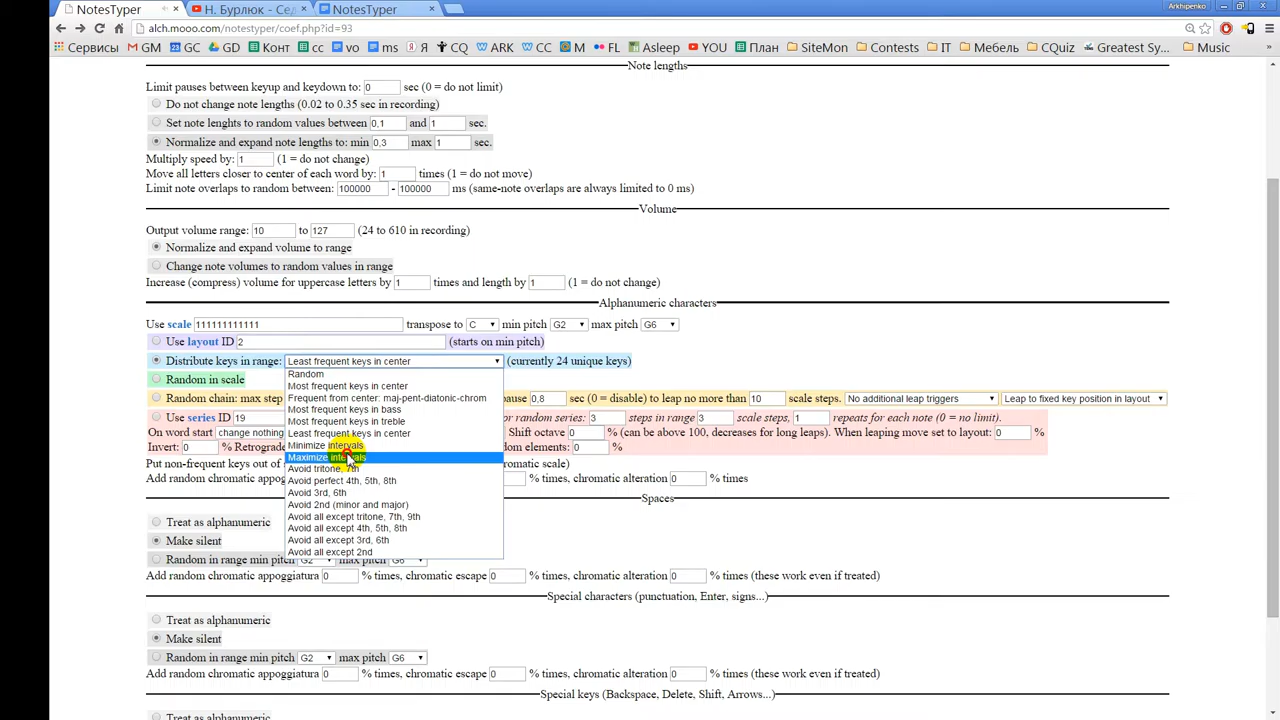 NotesTyper
Н. Бурлюк - Сед
NotesTyper
Arkhipenko
alch.mooo.com/notestyper/coef.php?id=93
Сервисы GM GC GD Конт cc vo ms Я CQ ARK CC M FL Asleep YOU План SiteMon Contests IT Мебель CQuiz Greatest Sy... Music
Note lengths
Limit pauses between keyup and keydown to: 0 sec (0 = do not limit)
Do not change note lengths (0.02 to 0.35 sec in recording)
Set note lenghts to random values between 0,1 and 1 sec.
Normalize and expand note lengths to: min 0,3 max 1 sec.
Multiply speed by: 1 (1 = do not change)
Move all letters closer to center of each word by: 1 times (1 = do not move)
Limit note overlaps to random between: 100000 - 100000 ms (same-note overlaps are always limited to 0 ms)
Volume
Output volume range: 10 to 127 (24 to 610 in recording)
Normalize and expand volume to range
Change note volumes to random values in range
Increase (compress) volume for uppercase letters by 1 times and length by 1 (1 = do not change)
Alphanumeric characters
Use scale 111111111111 transpose to C min pitch G2 max pitch G6
Use layout ID 2 (starts on min pitch)
Distribute keys in range: Least frequent keys in center (currently 24 unique keys)
Random
Random in scale
Most frequent keys in center
Random chain: max step Frequent from center: maj-pent-diatonic-chrom ause 0,8 sec (0 = disable) to leap no more than 10 scale steps. No additional leap triggers Leap to fixed key position in layout
Most frequent keys in bass
Use series ID 19 Most frequent keys in treble or random series: 3 steps in range 3 scale steps, 1 repeats for each note (0 = no limit).
On word start change nothing Least frequent keys in center Shift octave 0 % (can be above 100, decreases for long leaps). When leaping move set to layout: 0 %
Invert: 0 % Retrograde Minimize intervals dom elements: 0 %
Maximize intervals
Put non-frequent keys out of omatic scale)
Avoid tritone, 7th
Add random chromatic appoggiatura Avoid perfect 4th, 5th, 8th % times, chromatic alteration 0 % times
Avoid 3rd, 6th
Spaces
Avoid 2nd (minor and major)
Treat as alphanumeric Avoid all except tritone, 7th, 9th
Avoid all except 4th, 5th, 8th
Make silent Avoid all except 3rd, 6th
Avoid all except 2nd
Random in range min pitch G2 max pitch G6
Add random chromatic appoggiatura 0 % times, chromatic escape 0 % times, chromatic alteration 0 % times (these work even if treated)
Special characters (punctuation, Enter, signs...)
Treat as alphanumeric
Make silent
Random in range min pitch G2 max pitch G6
Add random chromatic appoggiatura 0 % times, chromatic escape 0 % times, chromatic alteration 0 % times (these work even if treated)
Special keys (Backspace, Delete, Shift, Arrows...)
Treat as alphanumeric